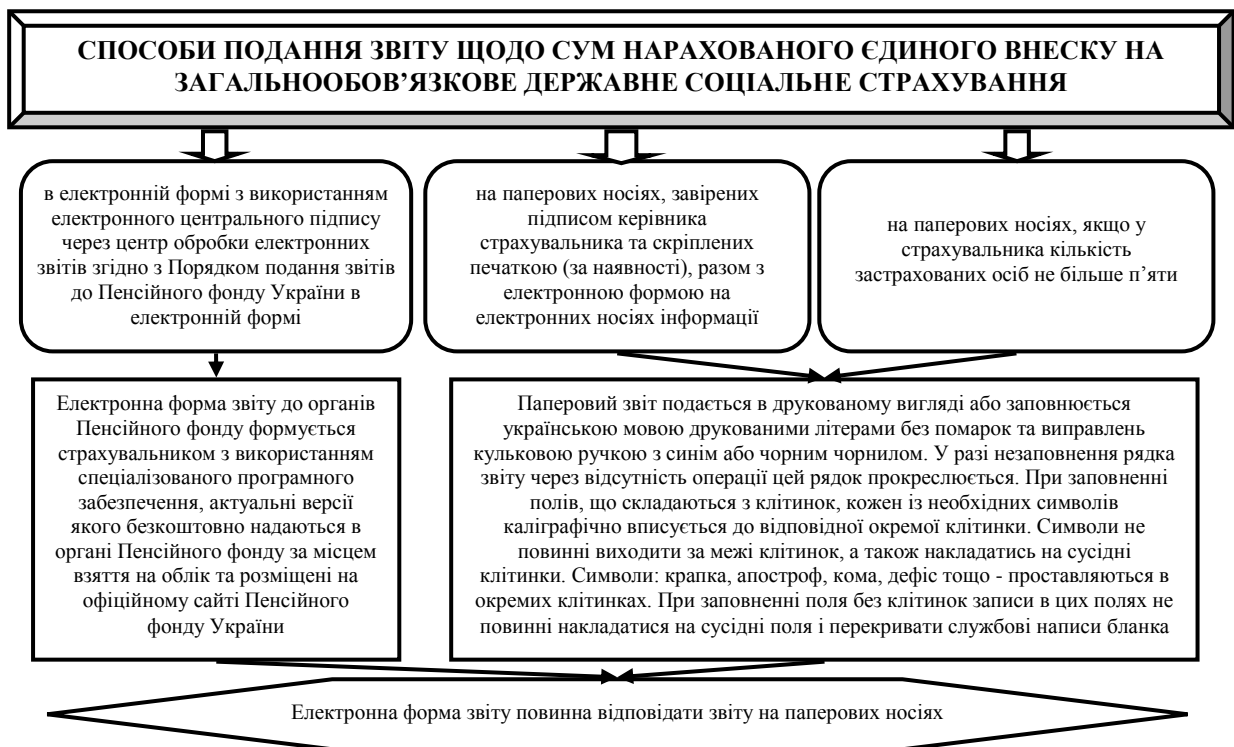 СПОСОБИ ПОДАННЯ ЗВІТУ ЩОДО СУМ НАРАХОВАНОГО ЄДИНОГО ВНЕСКУ НА
ЗАГАЛЬНООБОВ’ЯЗКОВЕ ДЕРЖАВНЕ СОЦІАЛЬНЕ СТРАХУВАННЯ
в електронній формі з використанням
електронного центрального підпису
через центр обробки електронних
звітів згідно з Порядком подання звітів
до Пенсійного фонду України в
електронній формі
на паперових носіях, завірених
підписом керівника
страхувальника та скріплених
печаткою (за наявності), разом з
електронною формою на
електронних носіях інформації
на паперових носіях, якщо у
страхувальника кількість
застрахованих осіб не більше п’яти
Електронна форма звіту до органів
Пенсійного фонду формується
страхувальником з використанням
спеціалізованого програмного
забезпечення, актуальні версії
якого безкоштовно надаються в
органі Пенсійного фонду за місцем
взяття на облік та розміщені на
офіційному сайті Пенсійного
фонду України
Паперовий звіт подається в друкованому вигляді або заповнюється
українською мовою друкованими літерами без помарок та виправлень
кульковою ручкою з синім або чорним чорнилом. У разі незаповнення рядка
звіту через відсутність операції цей рядок прокреслюється. При заповненні
полів, що складаються з клітинок, кожен із необхідних символів
каліграфічно вписується до відповідної окремої клітинки. Символи не
повинні виходити за межі клітинок, а також накладатись на сусідні
клітинки. Символи: крапка, апостроф, кома, дефіс тощо - проставляються в
окремих клітинках. При заповненні поля без клітинок записи в цих полях не
повинні накладатися на сусідні поля і перекривати службові написи бланка
Електронна форма звіту повинна відповідати звіту на паперових носіях